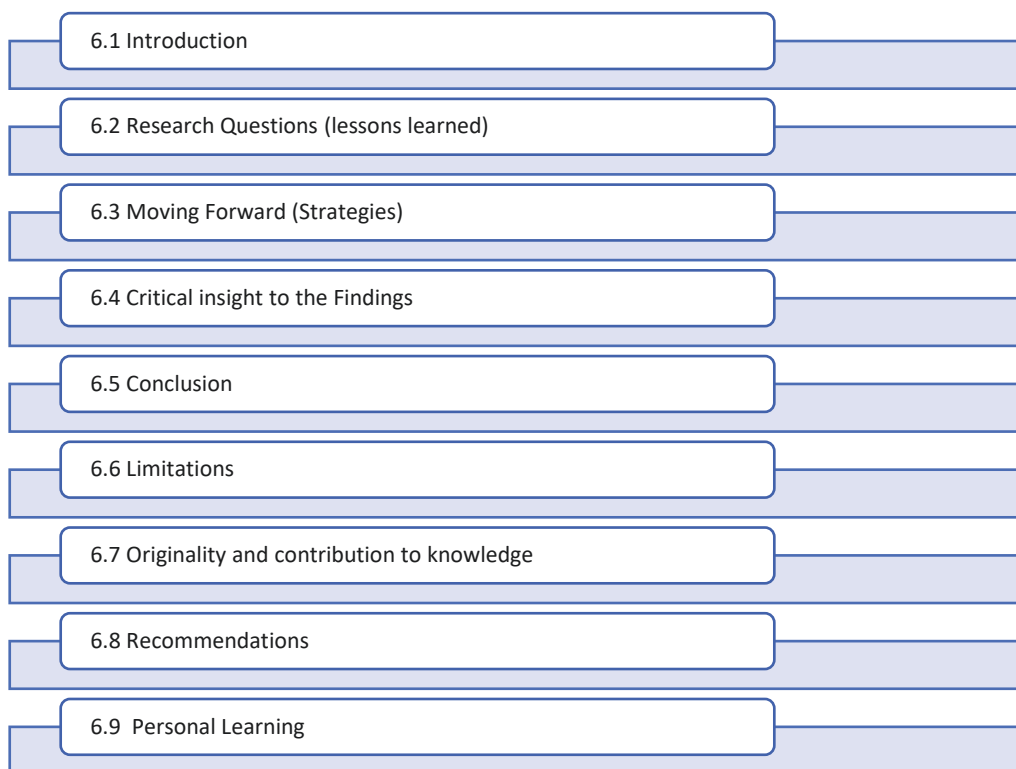 6.1 Introduction
6.2 Research Questions (lessons learned)
6.3 Moving Forward (Strategies)
6.4 Critical insight to the Findings
6.5 Conclusion
6.6 Limitations
6.7 Originality and contribution to knowledge
6.8 Recommendations
6.9  Personal Learning